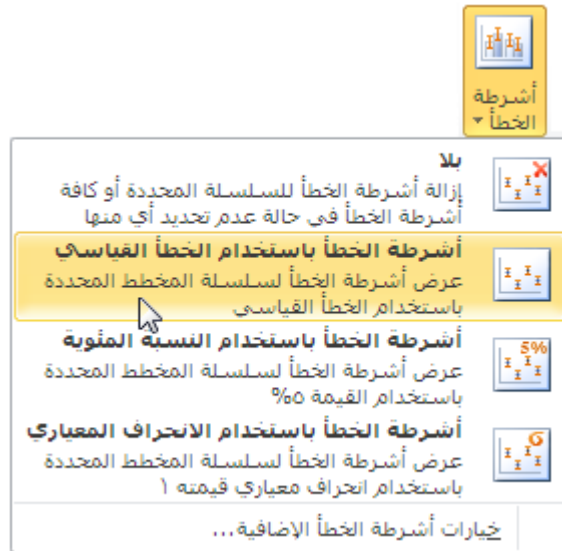 أشرطة
الخطأ
بلا
إزالة أشرطة الخطأ للسلسلة المحددة أو كافة
أشرطة الخطأ في حالة عدم تحديد أي منها
أشرطة الخطأ باستخدام الخطأ القياسي
عرض أشرطة الخطأ لسلسلة المخطط المحددة
باستخدام الخطأ القياسي
أشرطة الخطأ باستخدام النسبة المئوية
5%
عرض أشرطة الخطأ لسلسلة المخطط المحددة
باستخدام القيمة ٥%
أشرطة الخطأ باستخدام الانحراف المعياري
عرض أشرطة الخطأ لسلسلة المخطط المحددة
باستخدام انحراف معياري قيمته ١
خيارات أشرطة الخطأ الإضافية...